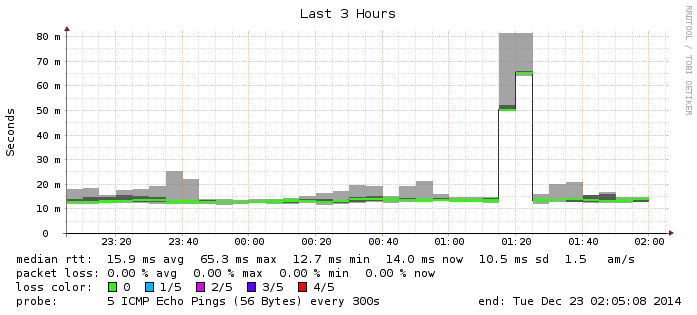 Last 3 Hours
RRDTOOL / TOBI OETIKER
Seconds
80 m
70 m
60 m
50 m
40 m
30 m
20 m
10 m
0
23:20 23:40 00:00 00:20 00:40 01:00 01:20 01:40 02:00
median rtt: 15.9 ms avg 65.3 ms max 12.7 ms min 14.0 ms now 10.5 ms sd 1.5 am/s
packet loss: 0.00 % avg 0.00 % max 0.00 % min 0.00 % now
loss color: 0 1/5 2/5 3/5 4/5
probe: 5 ICMP Echo Pings (56 Bytes) every 300s end: Tue Dec 23 02:05:08 2014